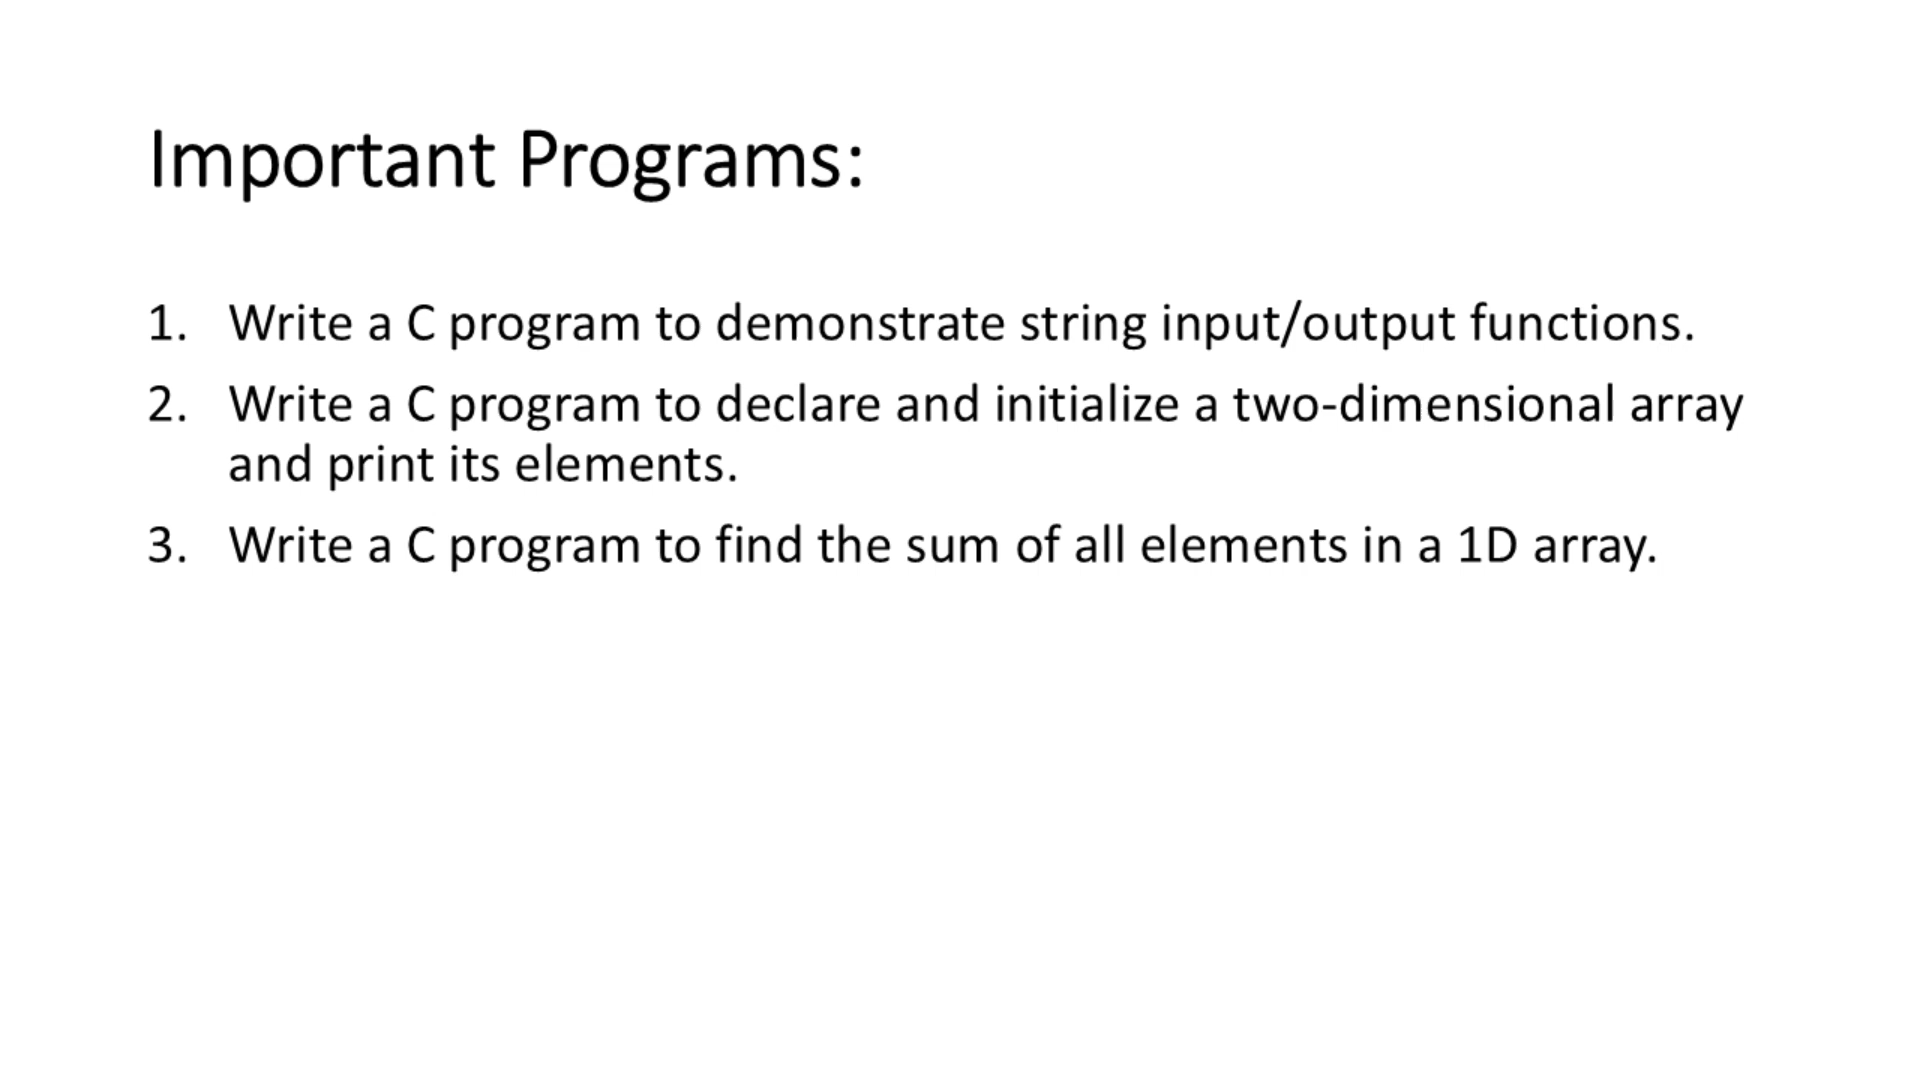 Important Programs:
1. Write a C program to demonstrate string input/output functions.
2. Write a C program to declare and initialize a two-dimensional array
and print its elements.
3. Write a C program to find the sum of all elements in a 1D array.